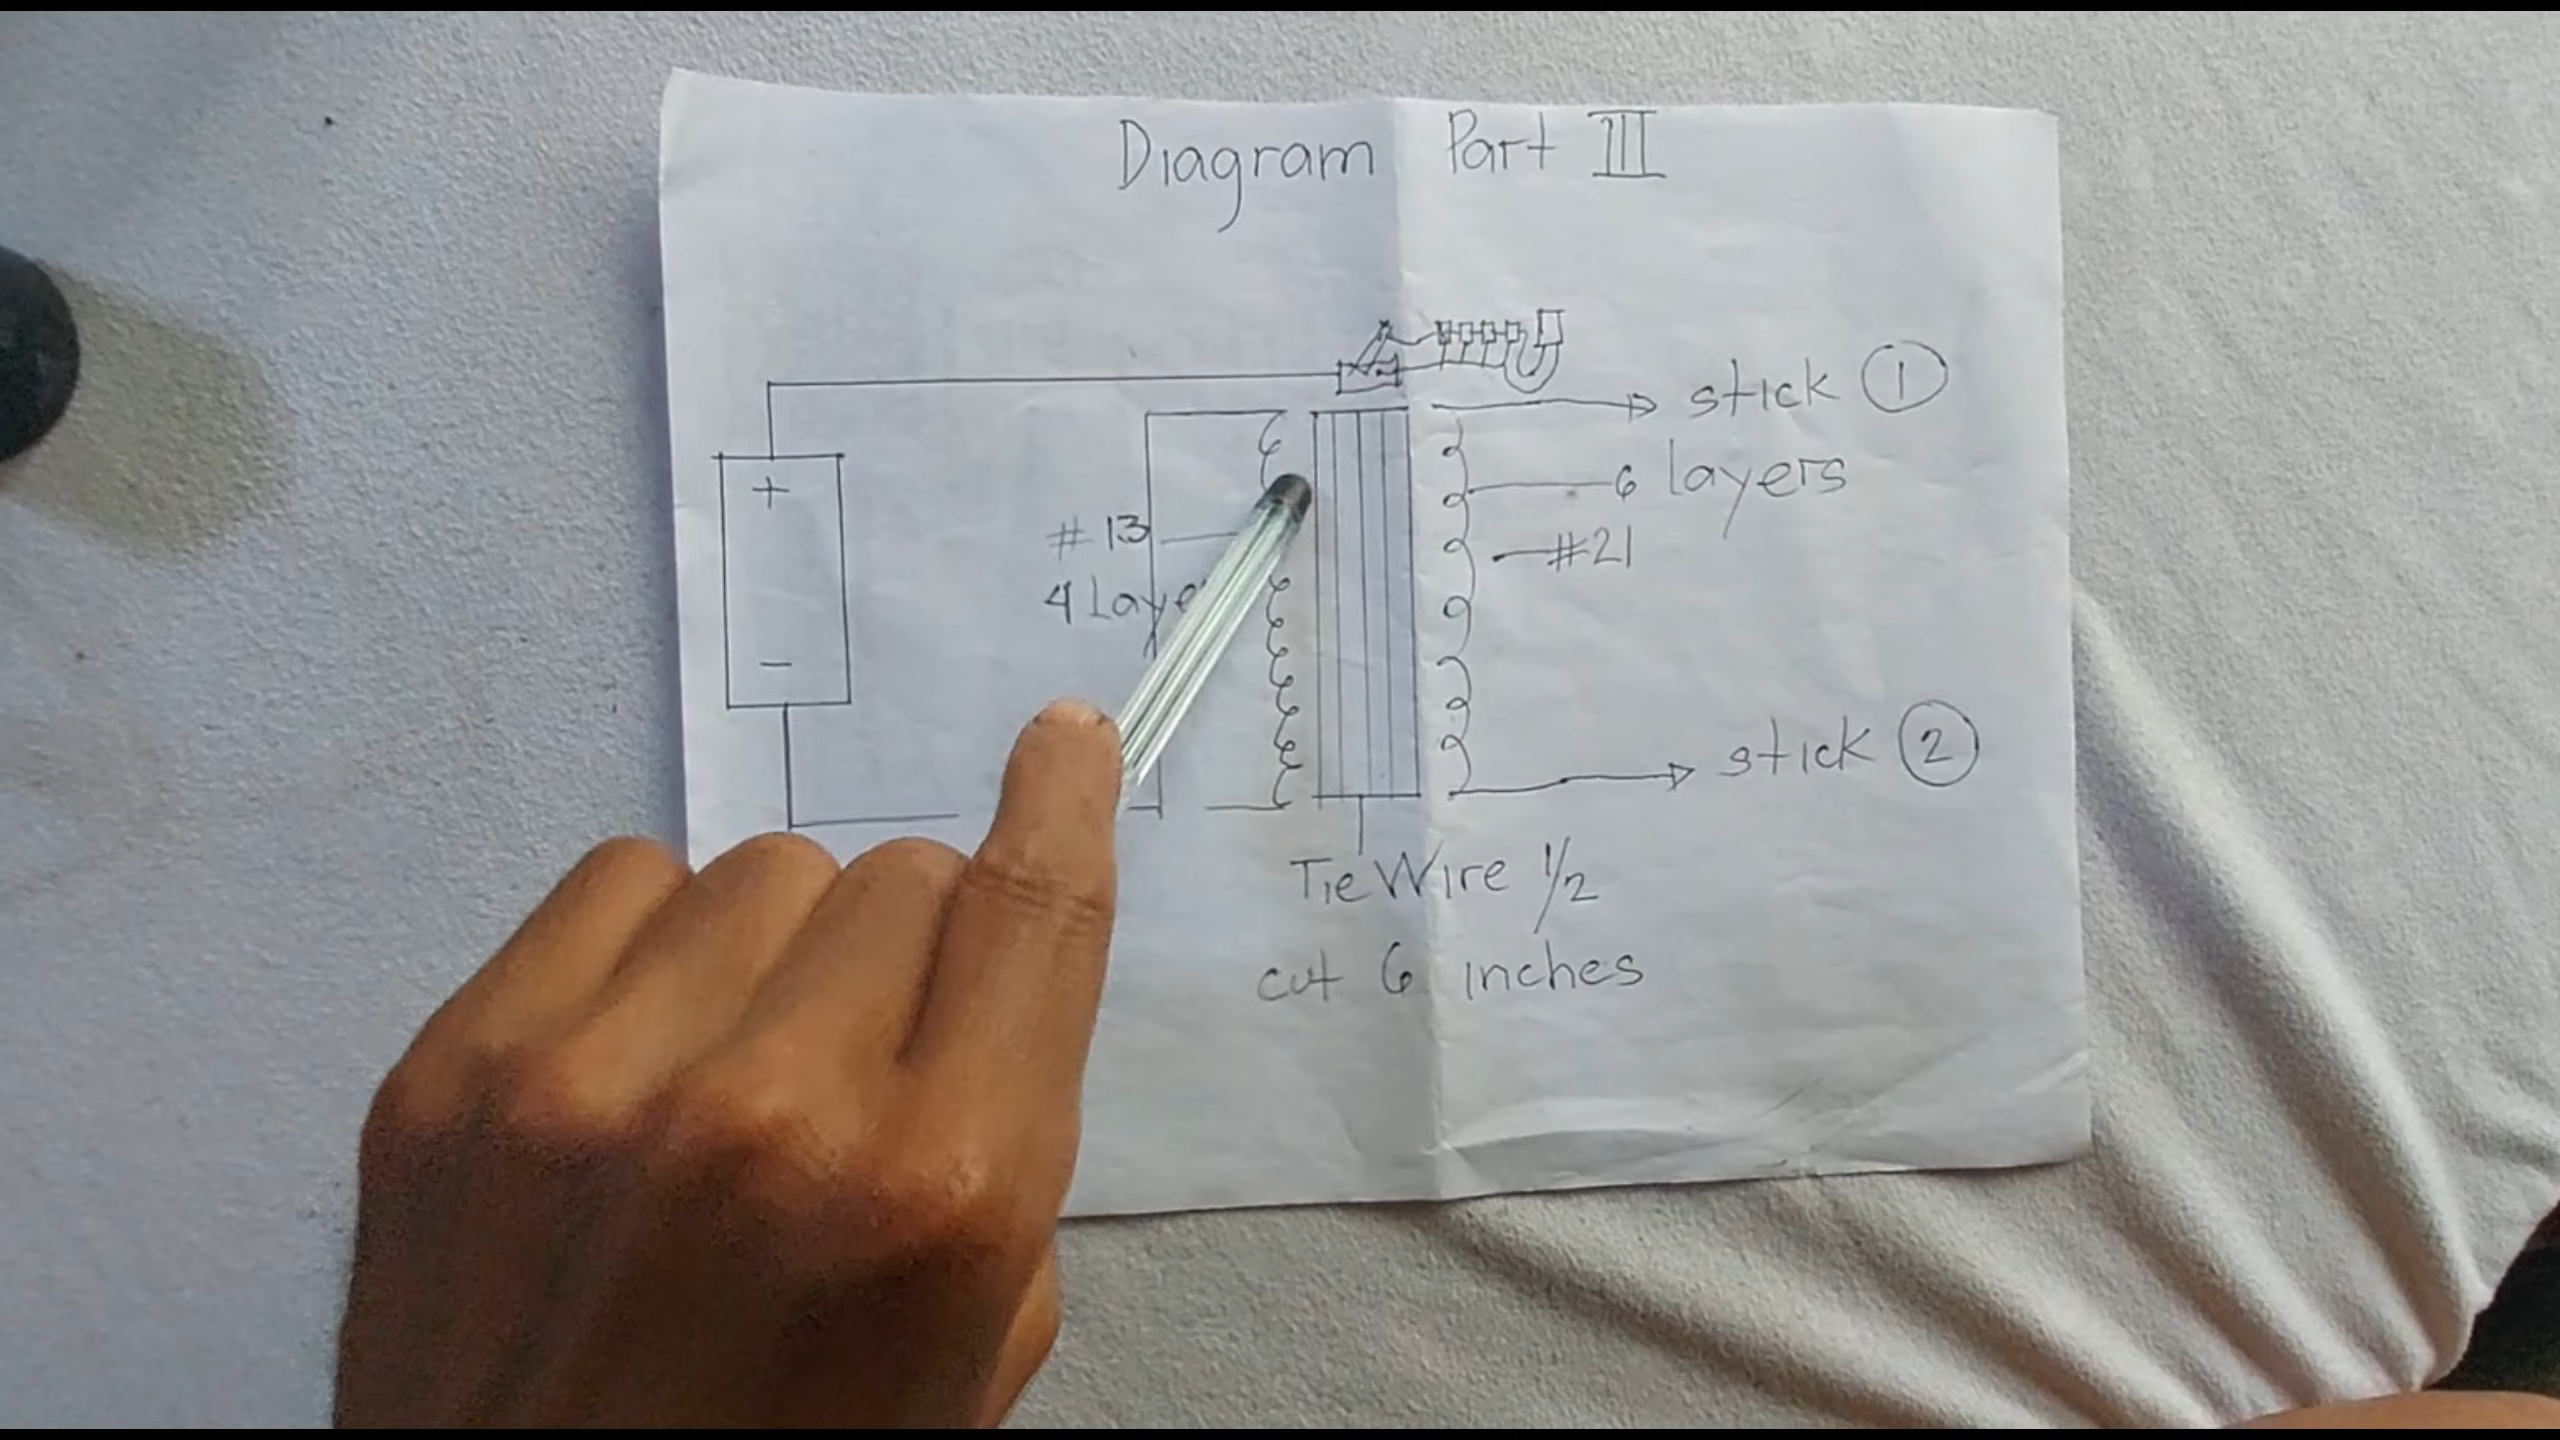 Diagram Part III
stick 1
+
6 layers
# 13
#21
4 Laye
−
stick 2
Tie Wire 1/2
cut 6 inches